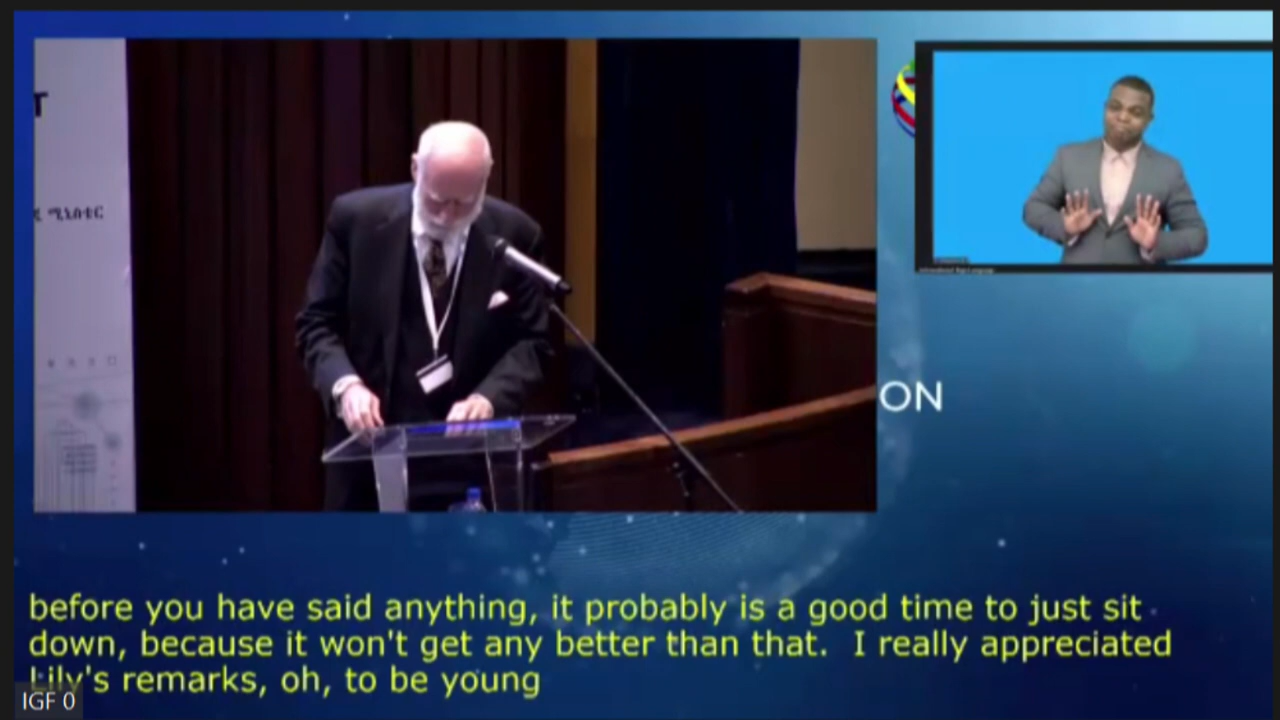 T
ሚኒስቴር
ON
before you have said anything, it probably is a good time to just sit
down, because it won't get any better than that. I really appreciated
Lily's remarks, oh, to be young
IGF 0